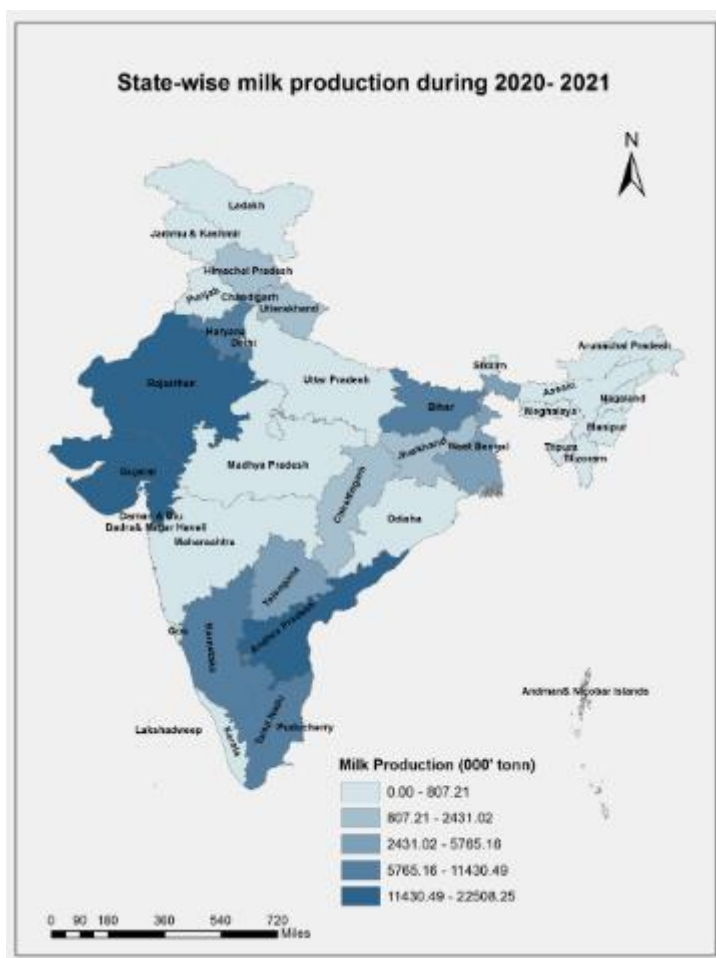 State-wise milk production during 2020- 2021
N
Ladakh
Jammu & Kashmir
Himachal Pradesh
Punjab
Chandigarh
Uttarakhand
Haryana
Delhi
Arunachal Pradesh
Rajasthan
Uttar Pradesh
Sikkim
Assam
Nagaland
Bihar
Meghalaya
Manipur
Jharkhand
West Bengal
Tripura
Mizoram
Gujarat
Madhya Pradesh
Chhattisgarh
Daman & Diu
Dadra& Nagar Haveli
Odisha
Maharashtra
Telangana
Goa
Karnataka
Andhra Pradesh
Andman& Nicobar Islands
Lakshadweep
Kerala
Tamil Nadu
Puducherry
Milk Production (000' tonn)
0.00 - 807.21
807.21 - 2431.02
2431.02 - 5765.16
5765.16 - 11430.49
11430.49 - 22508.25
0 90 180 360 540 720
Miles